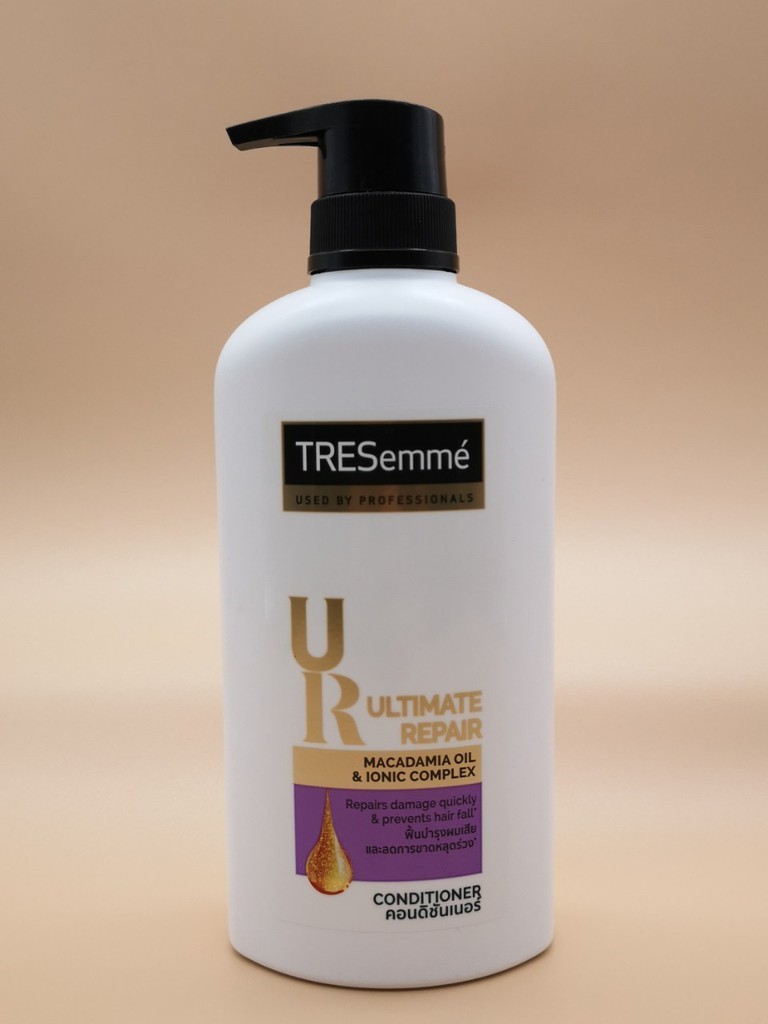 TRESemmé
USED BY PROFESSIONALS
UR
ULTIMATE
REPAIR
MACADAMIA OIL
& IONIC COMPLEX
Repairs damage quickly
& prevents hair fall*
ฟื้นบำรุงผมเสีย
และลดการขาดหลุดร่วง*
CONDITIONER
คอนดิชันเนอร์